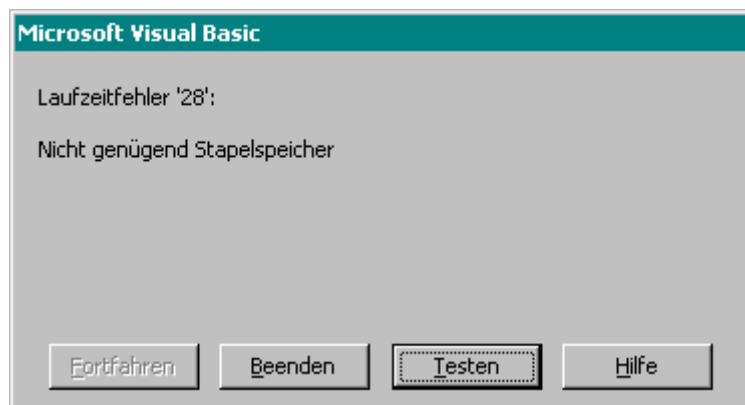 Microsoft Visual Basic
Laufzeitfehler '28':
Nicht genügend Stapelspeicher
Fortfahren Beenden Testen Hilfe